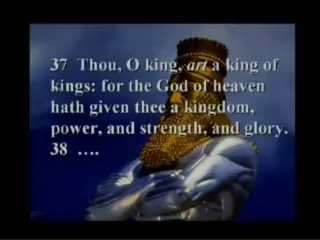 37  Thou, O king, art a king of
kings: for the God of heaven
hath given thee a kingdom,
power, and strength, and glory.
38  ….